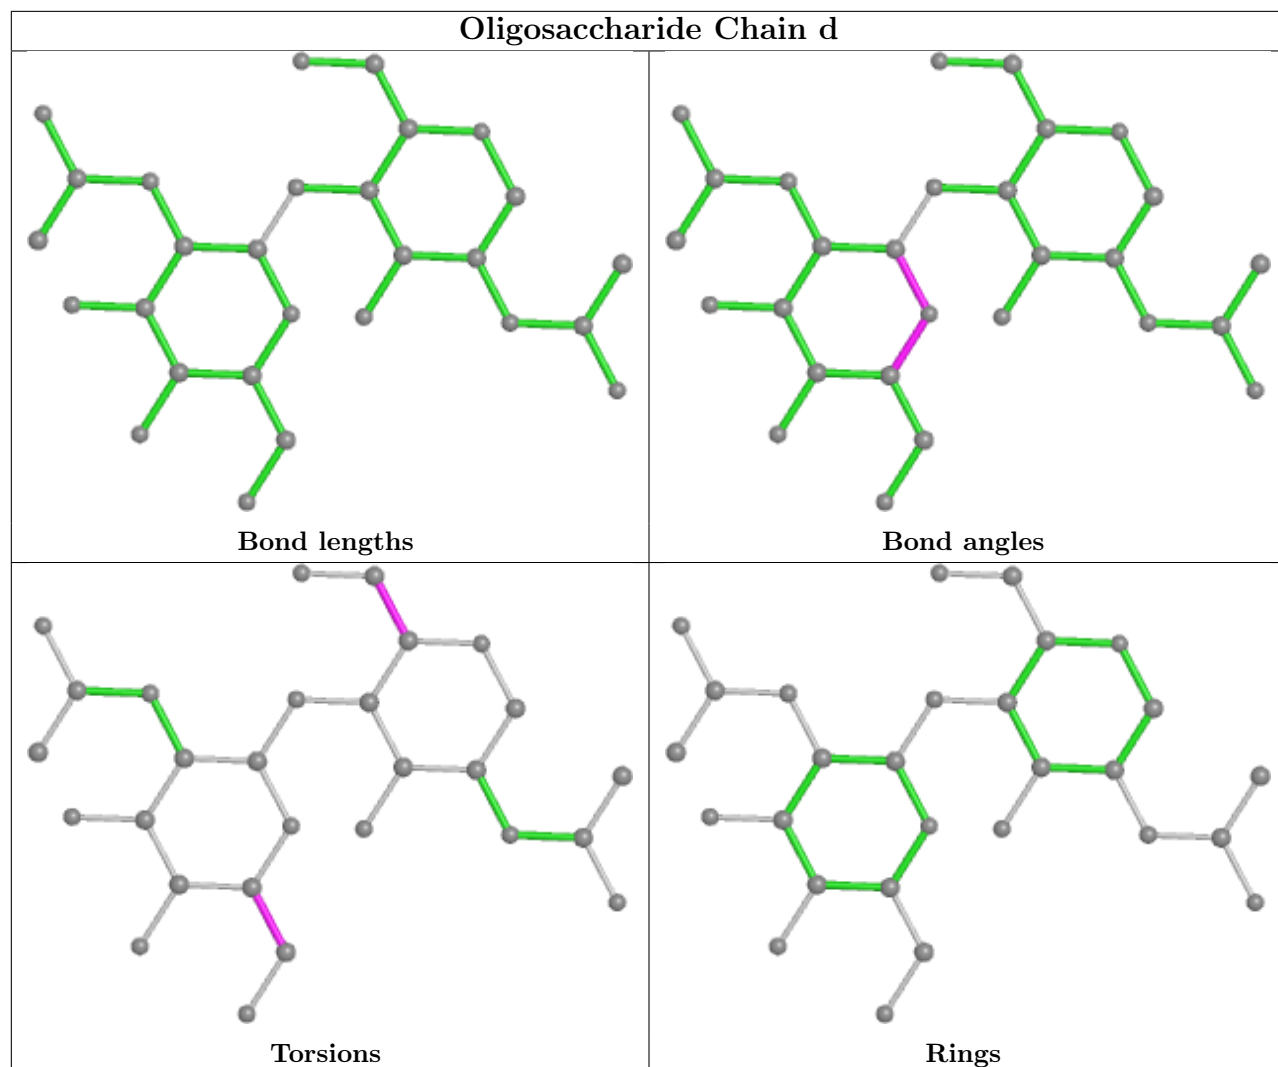 Oligosaccharide Chain d
Bond lengths
Bond angles
Torsions
Rings